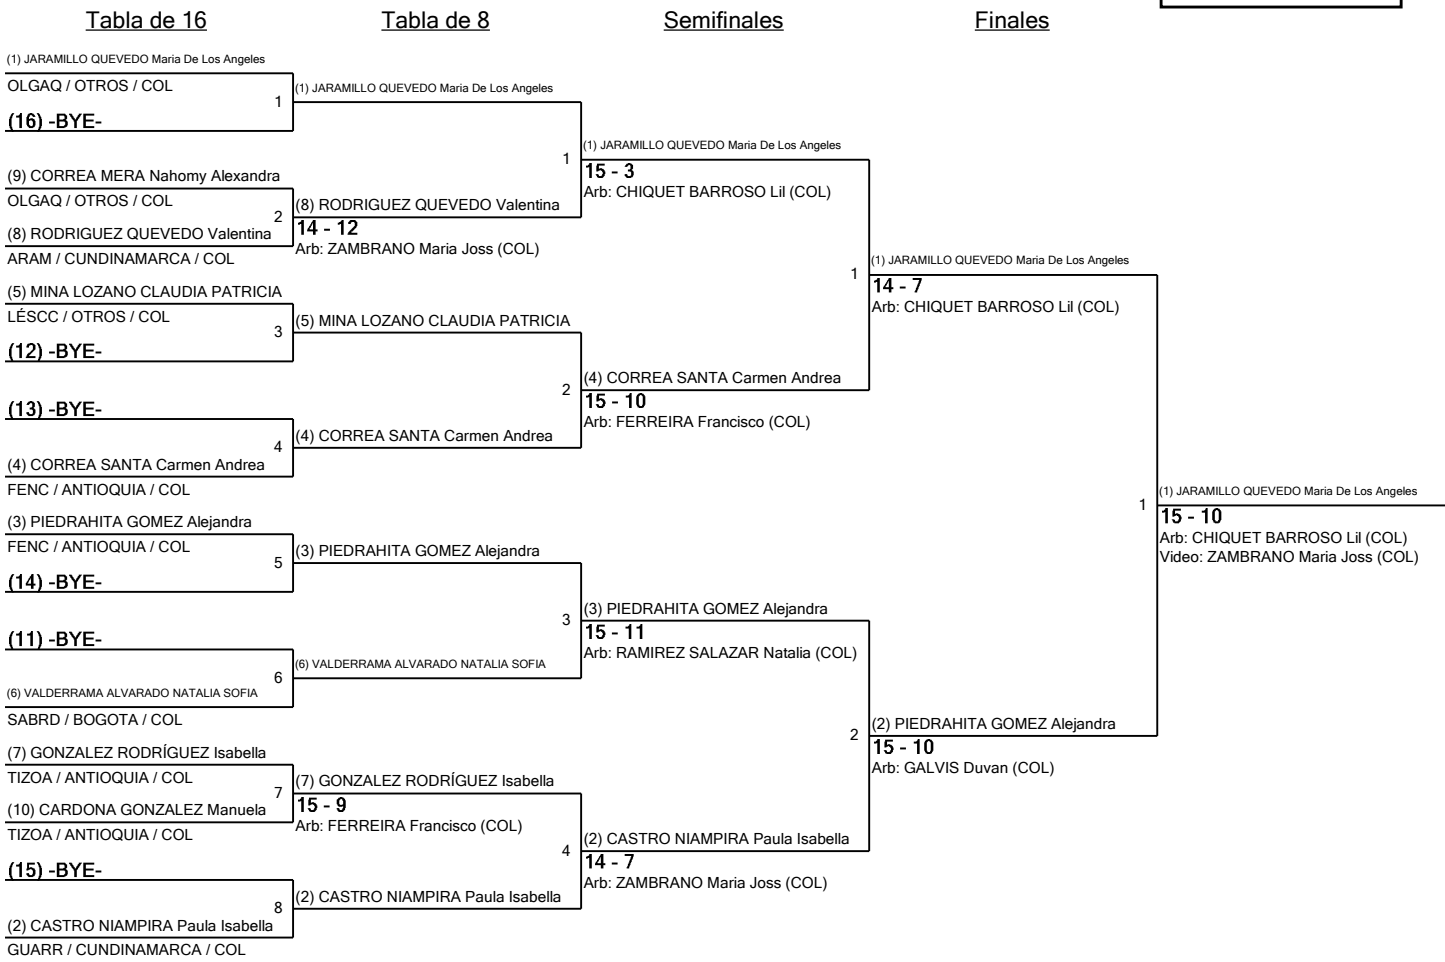 Tabla de 16
Tabla de 8
Semifinales
Finales
(1) JARAMILLO QUEVEDO Maria De Los Angeles
OLGAQ / OTROS / COL
1
(16) -BYE-
(9) CORREA MERA Nahomy Alexandra
OLGAQ / OTROS / COL
2
(8) RODRIGUEZ QUEVEDO Valentina
ARAM / CUNDINAMARCA / COL
(5) MINA LOZANO CLAUDIA PATRICIA
LÉSCC / OTROS / COL
3
(12) -BYE-
(13) -BYE-
4
(4) CORREA SANTA Carmen Andrea
FENC / ANTIOQUIA / COL
(3) PIEDRAHITA GOMEZ Alejandra
FENC / ANTIOQUIA / COL
5
(14) -BYE-
(11) -BYE-
6
(6) VALDERRAMA ALVARADO NATALIA SOFIA
SABRD / BOGOTA / COL
(7) GONZALEZ RODRÍGUEZ Isabella
TIZOA / ANTIOQUIA / COL
7
(10) CARDONA GONZALEZ Manuela
TIZOA / ANTIOQUIA / COL
(15) -BYE-
8
(2) CASTRO NIAMPIRA Paula Isabella
GUARR / CUNDINAMARCA / COL
(1) JARAMILLO QUEVEDO Maria De Los Angeles
1
(8) RODRIGUEZ QUEVEDO Valentina
14 - 12
Arb: ZAMBRANO Maria Joss (COL)
(5) MINA LOZANO CLAUDIA PATRICIA
2
(4) CORREA SANTA Carmen Andrea
(3) PIEDRAHITA GOMEZ Alejandra
3
(6) VALDERRAMA ALVARADO NATALIA SOFIA
(7) GONZALEZ RODRÍGUEZ Isabella
15 - 9
Arb: FERREIRA Francisco (COL)
4
(2) CASTRO NIAMPIRA Paula Isabella
(1) JARAMILLO QUEVEDO Maria De Los Angeles
15 - 3
Arb: CHIQUET BARROSO Lil (COL)
1
(4) CORREA SANTA Carmen Andrea
15 - 10
Arb: FERREIRA Francisco (COL)
(3) PIEDRAHITA GOMEZ Alejandra
15 - 11
Arb: RAMIREZ SALAZAR Natalia (COL)
2
(2) CASTRO NIAMPIRA Paula Isabella
14 - 7
Arb: ZAMBRANO Maria Joss (COL)
(1) JARAMILLO QUEVEDO Maria De Los Angeles
14 - 7
Arb: CHIQUET BARROSO Lil (COL)
1
(2) PIEDRAHITA GOMEZ Alejandra
15 - 10
Arb: GALVIS Duvan (COL)
(1) JARAMILLO QUEVEDO Maria De Los Angeles
15 - 10
Arb: CHIQUET BARROSO Lil (COL)
Video: ZAMBRANO Maria Joss (COL)